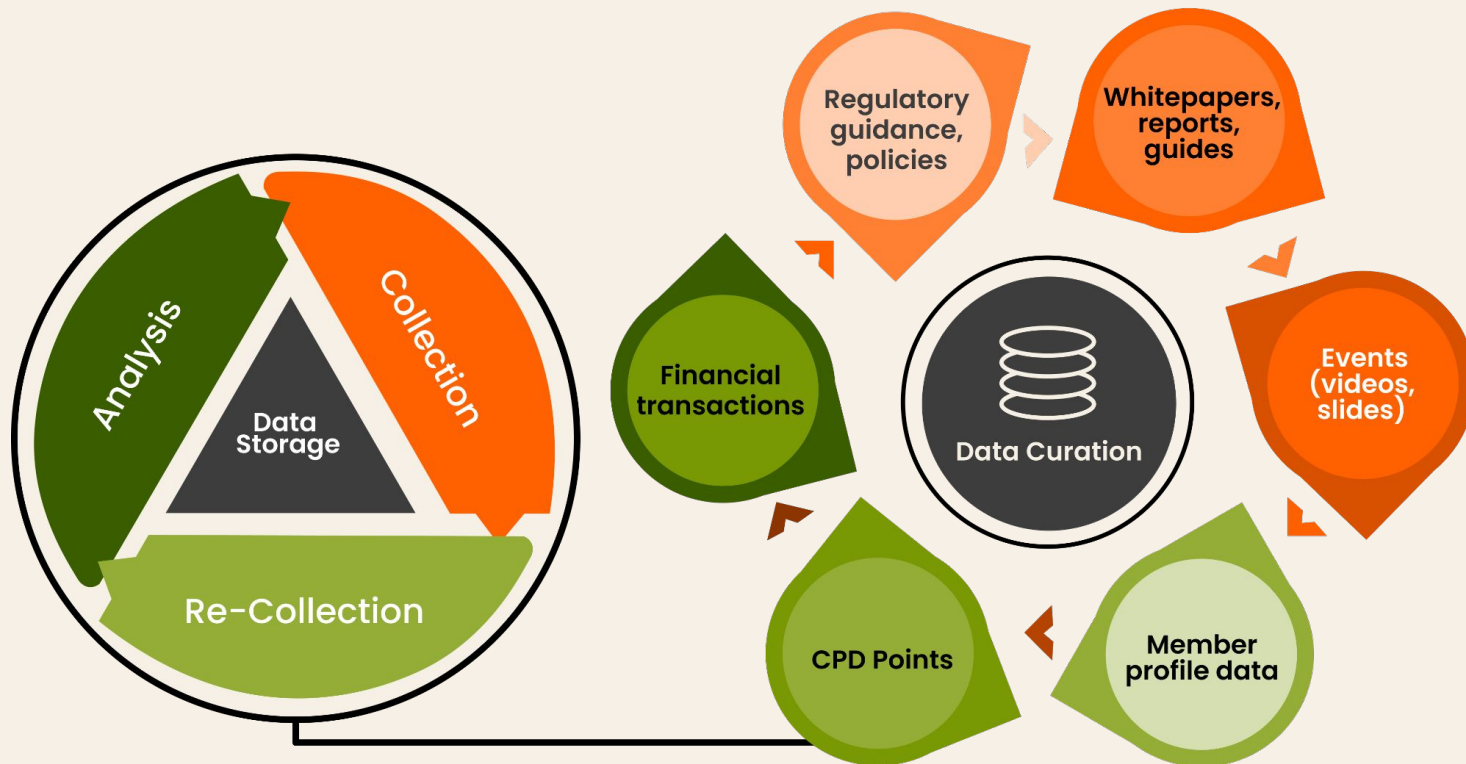 Analysis
Collection
Data
Storage
Re-Collection
Regulatory
guidance,
policies
Whitepapers,
reports,
guides
Events
(videos,
slides)
Member
profile data
CPD Points
Financial
transactions
Data Curation